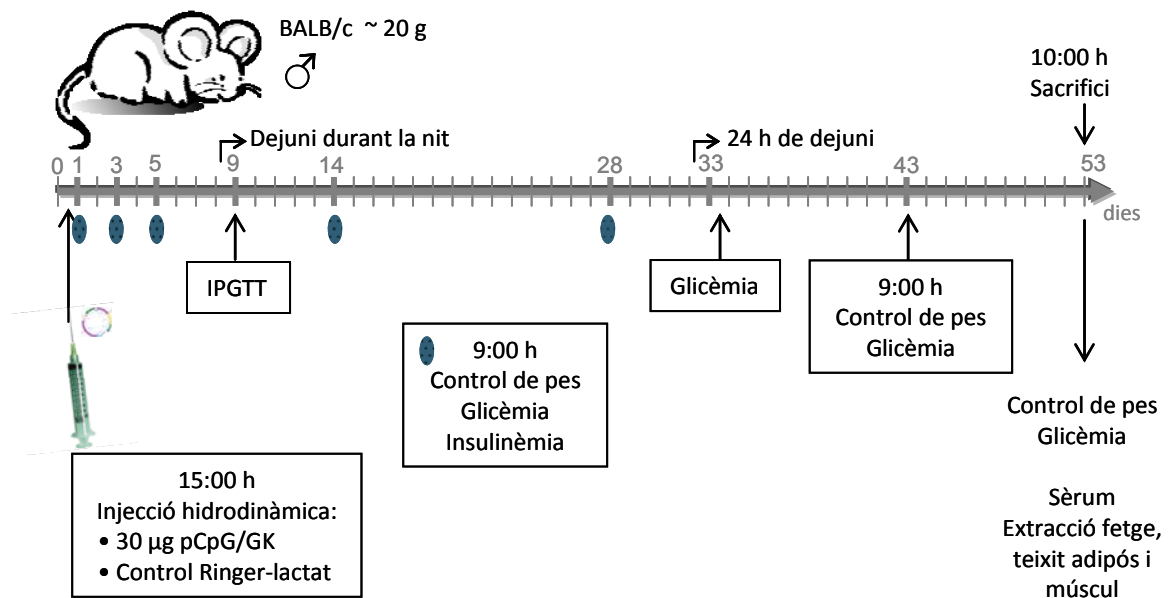 BALB/c ~ 20 g
♂
10:00 h
Sacrifici
Dejuni durant la nit
24 h de dejuni
0 1 3 5 9 14 28 33 43 53
dies
IPGTT
Glicèmia
9:00 h
Control de pes
Glicèmia
9:00 h
Control de pes
Glicèmia
Insulinèmia
Control de pes
Glicèmia
15:00 h
Injecció hidrodinàmica:
• 30 µg pCpG/GK
• Control Ringer-lactat
Sèrum
Extracció fetge,
teixit adipós i
múscul